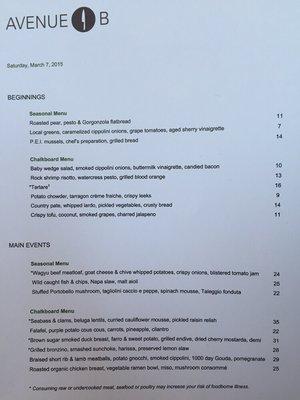 AVENUE B
Saturday, March 7, 2015
BEGINNINGS
Seasonal Menu
Roasted pear, pesto & Gorgonzola flatbread 11
Local greens, caramelized cippolini onions, grape tomatoes, aged sherry vinaigrette 7
P.E.I. mussels, chef's preparation, grilled bread 14
Chalkboard Menu
Baby wedge salad, smoked cippolini onions, buttermilk vinaigrette, candied bacon 10
Rock shrimp risotto, watercress pesto, grilled blood orange 13
"Tartare" 16
Potato chowder, tarragon crème fraiche, crispy leeks 9
Country pate, whipped lardo, pickled vegetables, crusty bread 14
Crispy tofu, coconut, smoked grapes, charred jalapeno 11
MAIN EVENTS
Seasonal Menu
*Wagyu beef meatloaf, goat cheese & chive whipped potatoes, crispy onions, blistered tomato jam 24
Wild caught fish & chips, Napa slaw, malt aioli 25
Stuffed Portobello mushroom, tagliolini caccio e peppe, spinach mousse, Taleggio fonduta 22
Chalkboard Menu
*Seabass & clams, beluga lentils, curried cauliflower mousse, pickled raisin relish 35
Falafel, purple potato cous cous, carrots, pineapple, cilantro 22
*Brown sugar smoked duck breast, farro & sweet potato, grilled endive, dried cherry mostarda, demi 31
*Grilled bronzino, smashed sunchoke, harissa, preserved lemon slaw 28
Braised short rib & lamb meatballs, potato gnocchi, smoked cippolini, 1000 day Gouda, pomegranate 29
Roasted organic chicken breast, vegetable ramen bowl, miso, mushroom consommé 25
* Consuming raw or undercooked meat, seafood or poultry may increase your risk of foodborne illness.